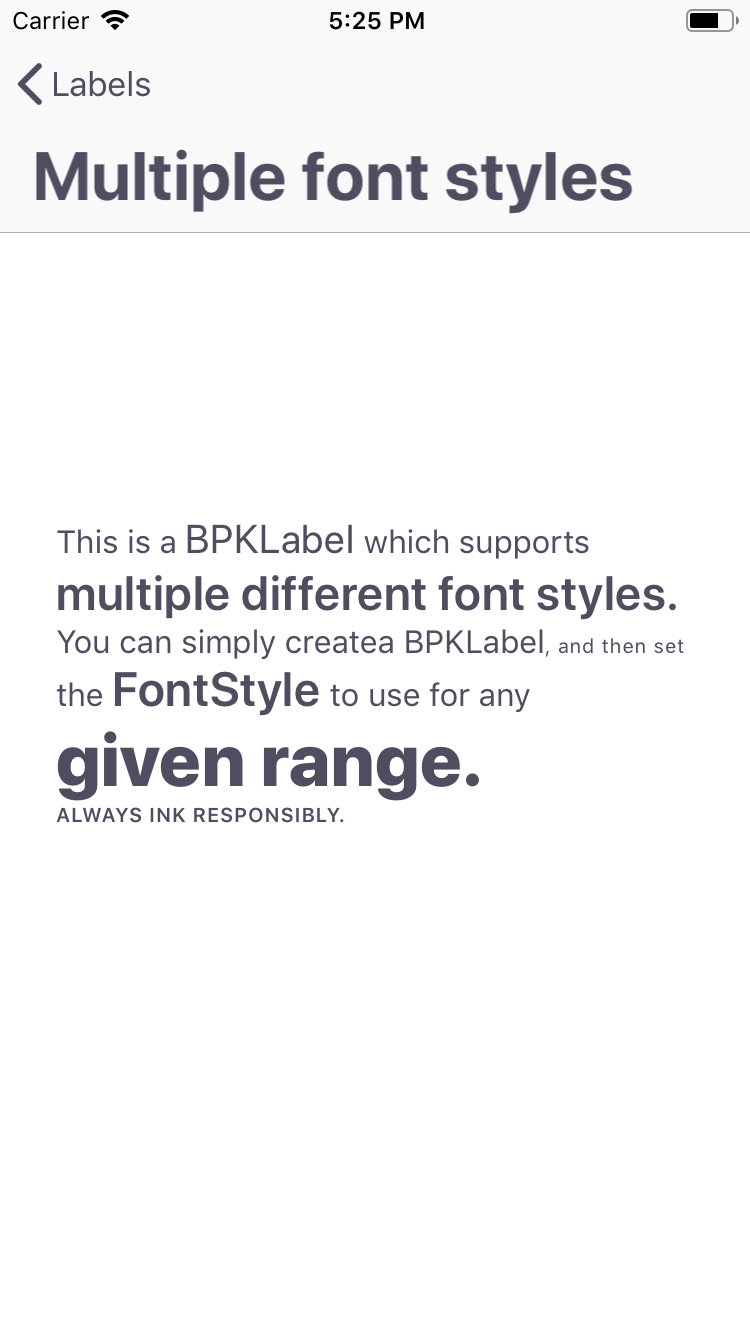 Carrier 5:25 PM
Labels
Multiple font styles
This is a BPKLabel which supports
multiple different font styles.
You can simply createa BPKLabel, and then set
the FontStyle to use for any
given range.
ALWAYS INK RESPONSIBLY.